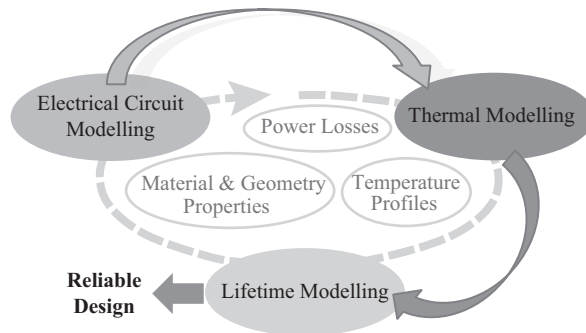 Electrical Circuit
Modelling
Thermal Modelling
Power Losses
Material & Geometry
Properties
Temperature
Profiles
Reliable
Design
Lifetime Modelling